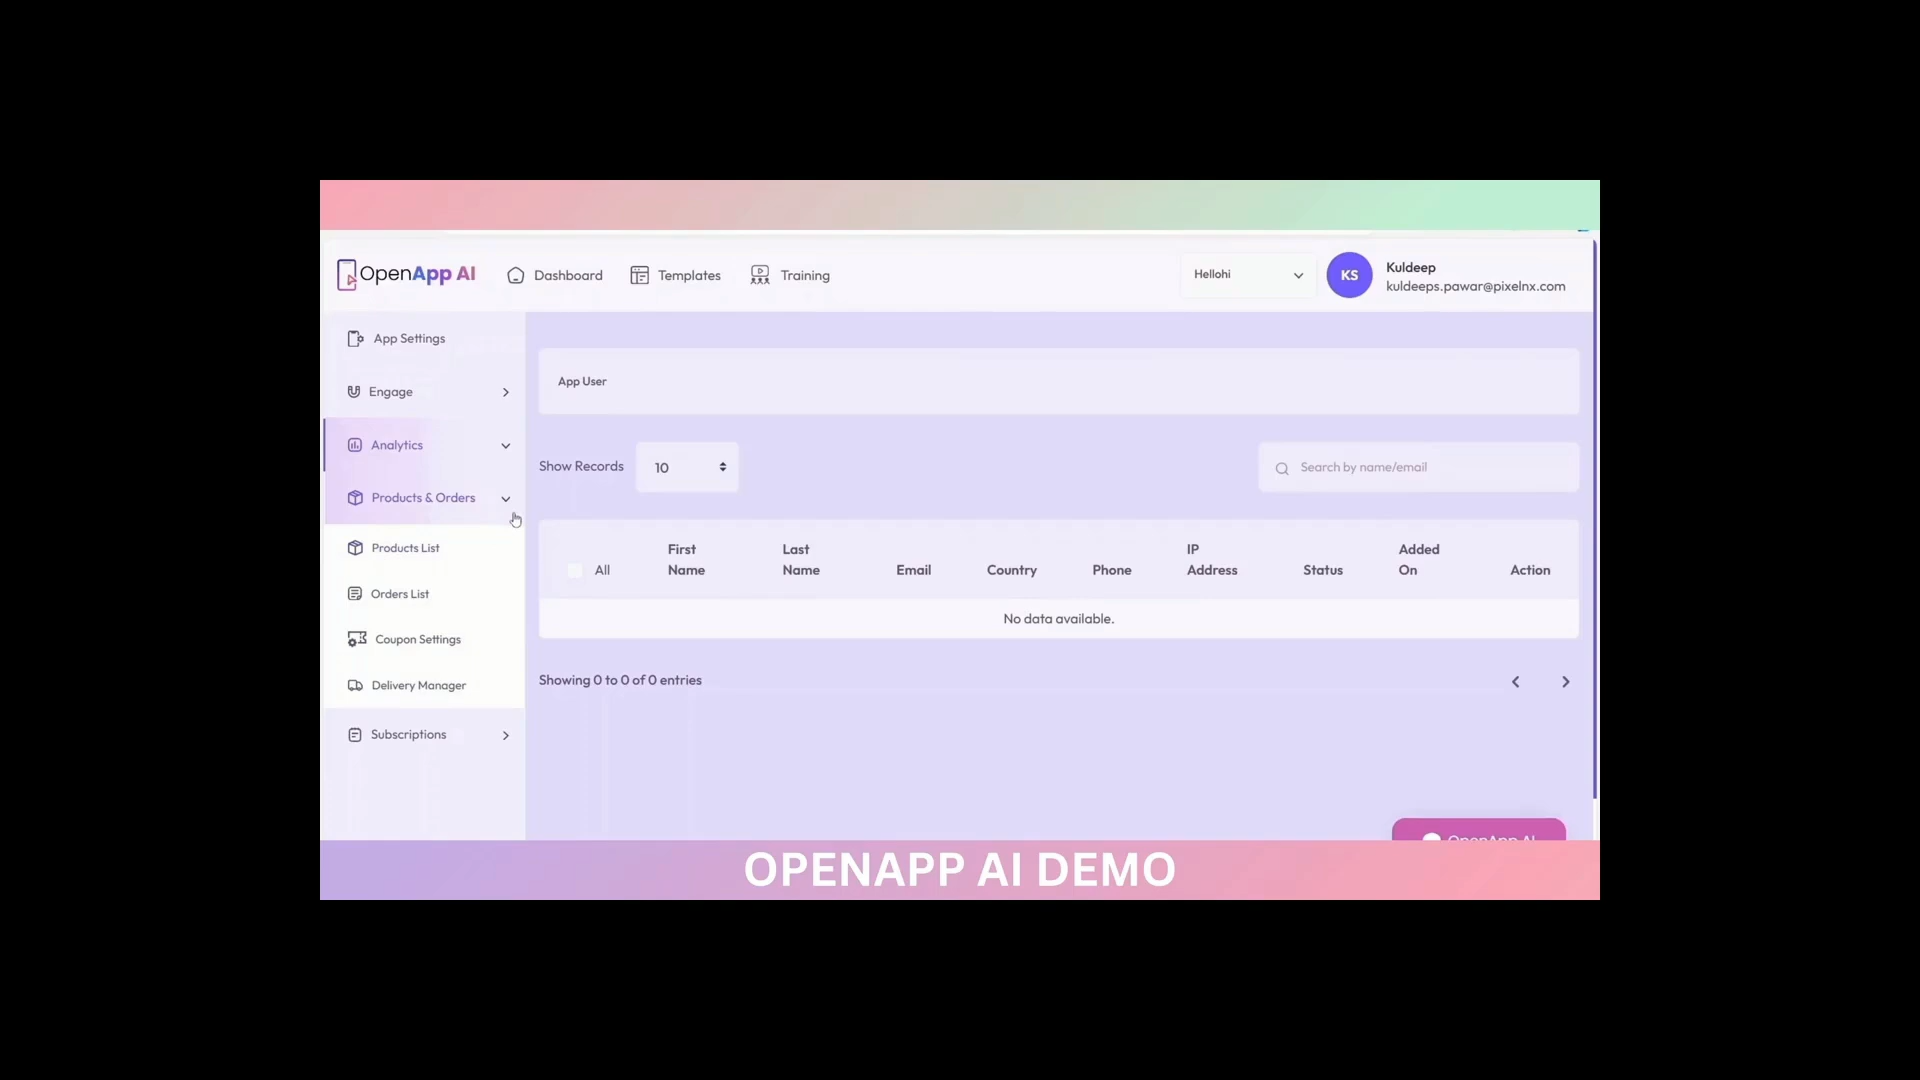 OpenApp AI
Dashboard
Templates
Training
Hellohi
KS
Kuldeep
kuldeeps.pawar@pixelnx.com
App Settings
Engage
Analytics
Products & Orders
Products List
Orders List
Coupon Settings
Delivery Manager
Subscriptions
App User
Show Records
10
Search by name/email
All
First
Name
Last
Name
Email
Country
Phone
IP
Address
Status
Added
On
Action
No data available.
Showing 0 to 0 of 0 entries
OpenApp AI
OPENAPP AI DEMO